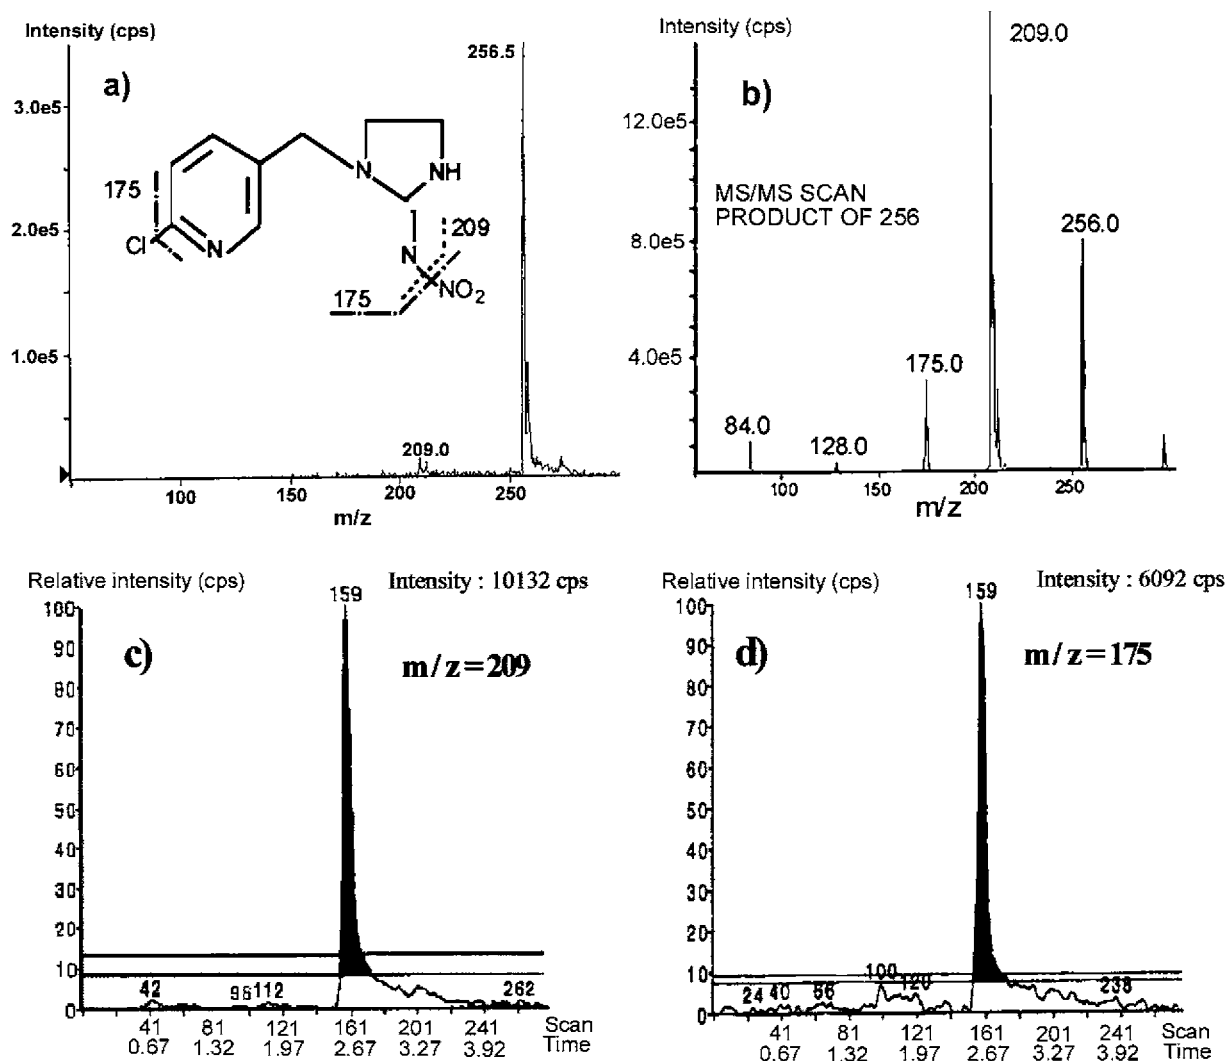 Intensity (cps)
a)
256.5
3.0e5
2.0e5
1.0e5
175
Cl
N
N
NH
N
NO2
209
175
209.0
100 150 200 250
m/z
Intensity (cps)
b)
209.0
12.0e5
MS/MS SCAN
PRODUCT OF 256
256.0
8.0e5
4.0e5
175.0
84.0
128.0
100 150 200 250
m/z
Relative intensity (cps)
Intensity : 10132 cps
159
c)
m/z=209
100
90
80
70
60
50
40
30
20
10
0
42
98 112
262
41 81 121 161 201 241 Scan
0.67 1.32 1.97 2.67 3.27 3.92 Time
Relative intensity (cps)
Intensity : 6092 cps
159
d)
m/z=175
100
90
80
70
60
50
40
30
20
10
0
24 40 66 100 120 238
41 81 121 161 201 241 Scan
0.67 1.32 1.97 2.67 3.27 3.92 Time